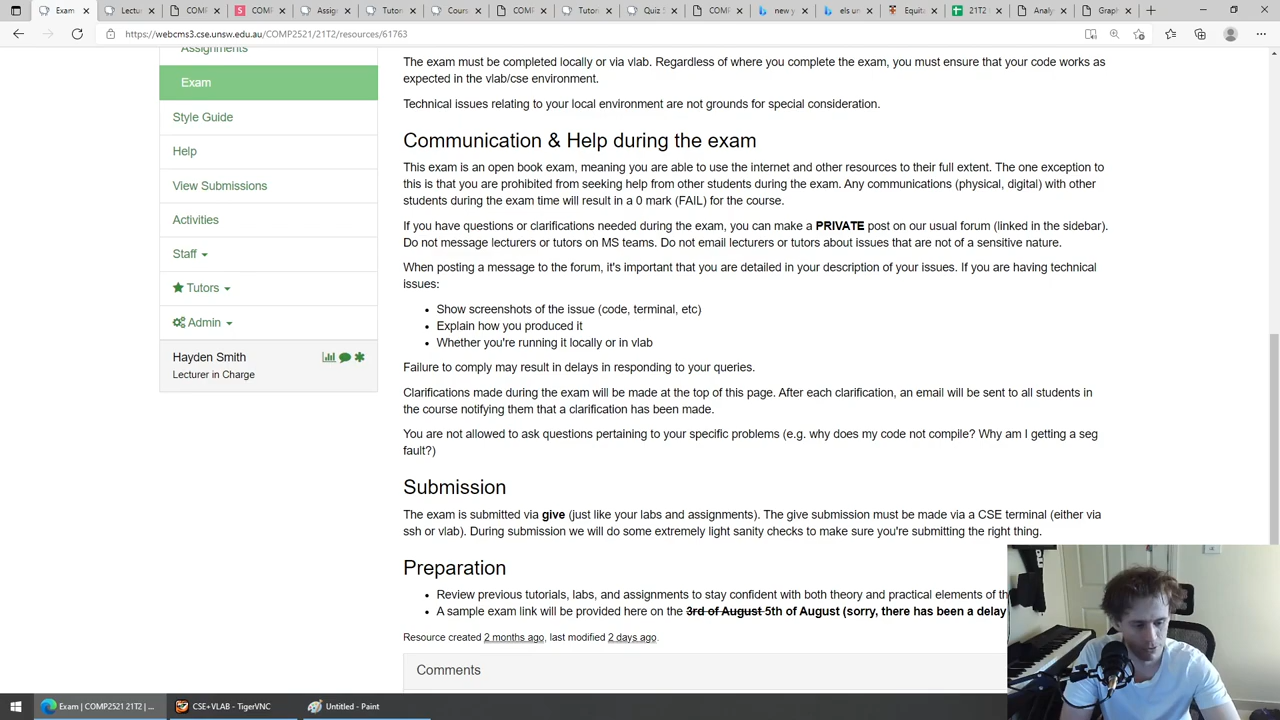 Exam
Lectu
COMP
COMP
Assig
Tutor
Cours
COMP
Tutor
Quiz
COMP
new y
els un
Equita
21T2
Analy
Graph
https://webcms3.cse.unsw.edu.au/COMP2521/21T2/resources/61763
Assignments
Exam
Style Guide
Help
View Submissions
Activities
Staff
Tutors
Admin
Hayden Smith
Lecturer in Charge
The exam must be completed locally or via vlab. Regardless of where you complete the exam, you must ensure that your code works as
expected in the vlab/cse environment.
Technical issues relating to your local environment are not grounds for special consideration.
Communication & Help during the exam
This exam is an open book exam, meaning you are able to use the internet and other resources to their full extent. The one exception to
this is that you are prohibited from seeking help from other students during the exam. Any communications (physical, digital) with other
students during the exam time will result in a 0 mark (FAIL) for the course.
If you have questions or clarifications needed during the exam, you can make a PRIVATE post on our usual forum (linked in the sidebar).
Do not message lecturers or tutors on MS teams. Do not email lecturers or tutors about issues that are not of a sensitive nature.
When posting a message to the forum, it's important that you are detailed in your description of your issues. If you are having technical
issues:
Show screenshots of the issue (code, terminal, etc)
Explain how you produced it
Whether you're running it locally or in vlab
Failure to comply may result in delays in responding to your queries.
Clarifications made during the exam will be made at the top of this page. After each clarification, an email will be sent to all students in
the course notifying them that a clarification has been made.
You are not allowed to ask questions pertaining to your specific problems (e.g. why does my code not compile? Why am I getting a seg
fault?)
Submission
The exam is submitted via give (just like your labs and assignments). The give submission must be made via a CSE terminal (either via
ssh or vlab). During submission we will do some extremely light sanity checks to make sure you're submitting the right thing.
Preparation
Review previous tutorials, labs, and assignments to stay confident with both theory and practical elements of th
A sample exam link will be provided here on the 3rd of August 5th of August (sorry, there has been a delay
Resource created 2 months ago, last modified 2 days ago.
Comments
Exam | COMP2521 21T2 | ...
CSE+VLAB - TigerVNC
Untitled - Paint